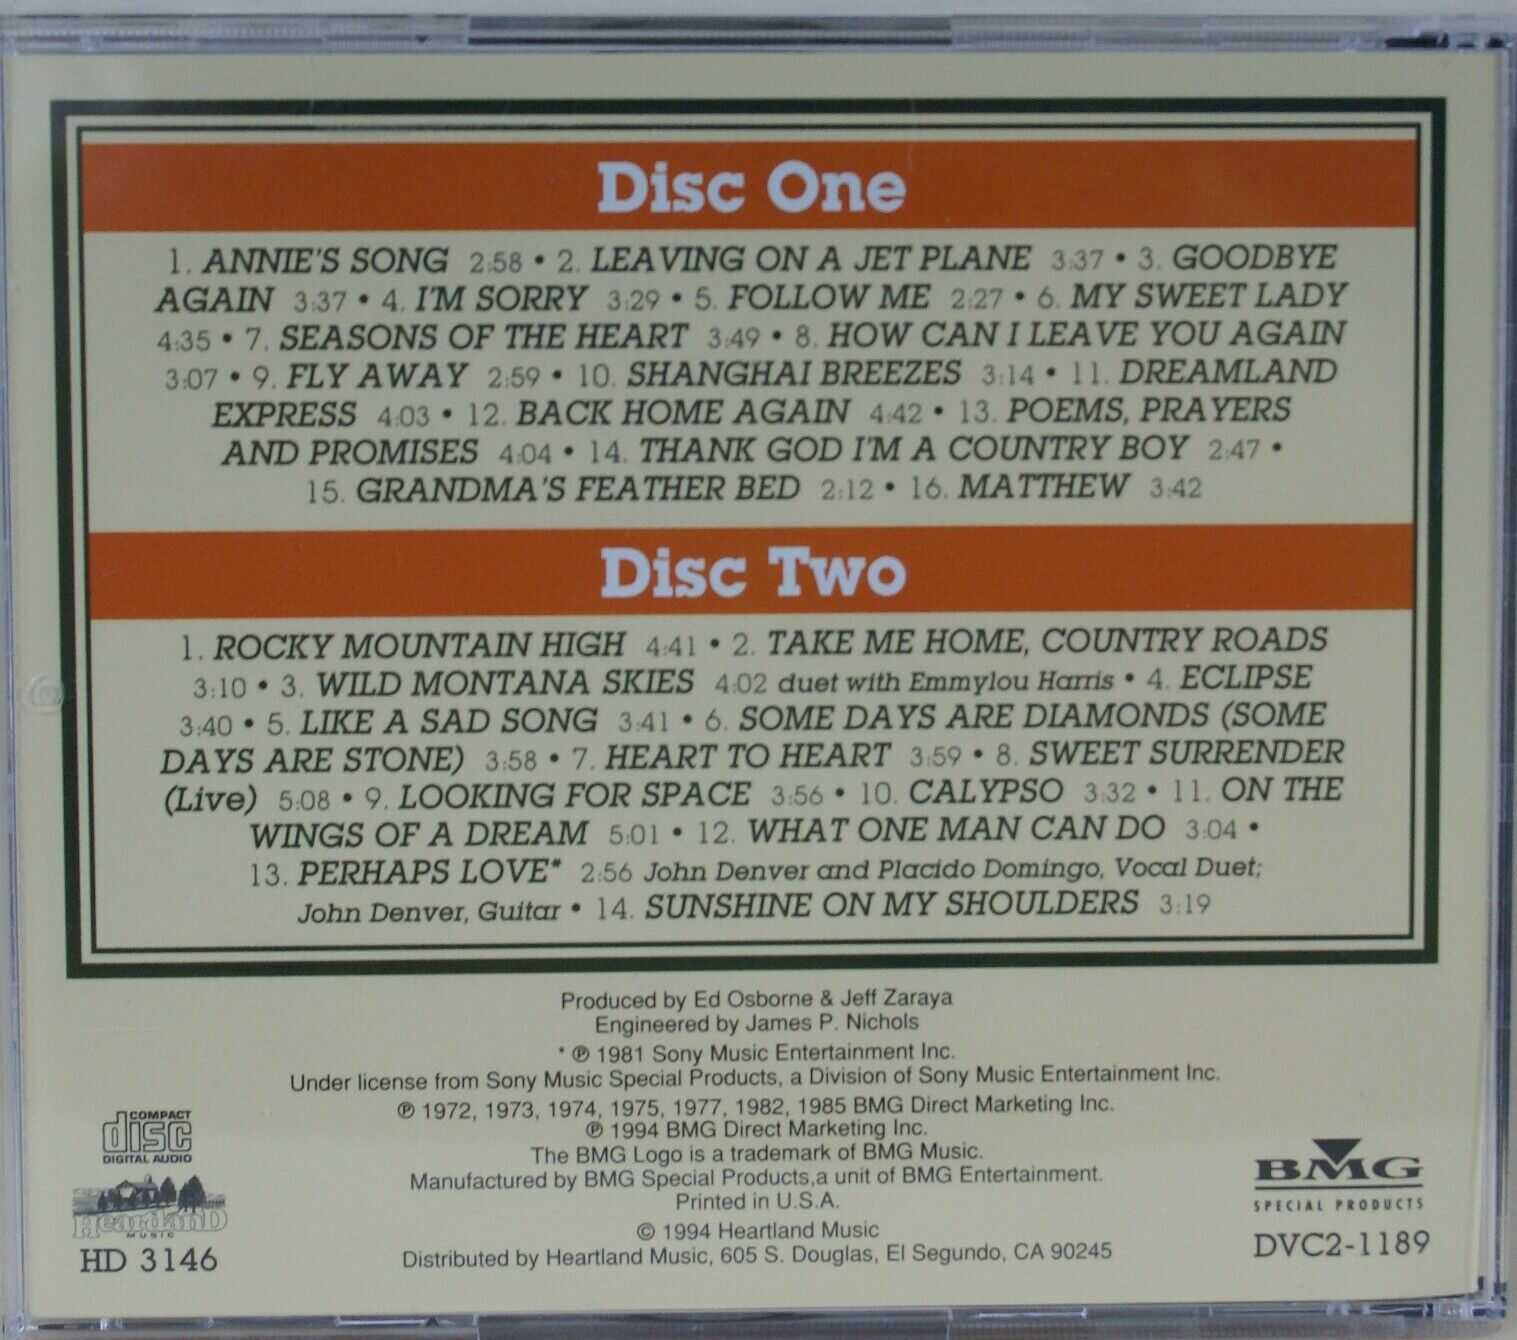 Disc One
1. ANNIE'S SONG 2:58 • 2. LEAVING ON A JET PLANE 3:37 • 3. GOODBYE
AGAIN 3:37 • 4. I'M SORRY 3:29 • 5. FOLLOW ME 2:27 • 6. MY SWEET LADY
4:35 • 7. SEASONS OF THE HEART 3:49 • 8. HOW CAN I LEAVE YOU AGAIN
3:07 • 9. FLY AWAY 2:59 • 10. SHANGHAI BREEZES 3:14 • 11. DREAMLAND
EXPRESS 4:03 • 12. BACK HOME AGAIN 4:42 • 13. POEMS, PRAYERS
AND PROMISES 4:04 • 14. THANK GOD I'M A COUNTRY BOY 2:47 •
15. GRANDMA'S FEATHER BED 2:12 • 16. MATTHEW 3:42
Disc Two
1. ROCKY MOUNTAIN HIGH 4:41 • 2. TAKE ME HOME, COUNTRY ROADS
3:10 • 3. WILD MONTANA SKIES 4:02 duet with Emmylou Harris • 4. ECLIPSE
3:40 • 5. LIKE A SAD SONG 3:41 • 6. SOME DAYS ARE DIAMONDS (SOME
DAYS ARE STONE) 3:58 • 7. HEART TO HEART 3:59 • 8. SWEET SURRENDER
(Live) 5:08 • 9. LOOKING FOR SPACE 3:56 • 10. CALYPSO 3:32 • 11. ON THE
WINGS OF A DREAM 5:01 • 12. WHAT ONE MAN CAN DO 3:04 •
13. PERHAPS LOVE* 2:56 John Denver and Placido Domingo, Vocal Duet;
John Denver, Guitar • 14. SUNSHINE ON MY SHOULDERS 3:19
Produced by Ed Osborne & Jeff Zaraya
Engineered by James P. Nichols
* ℗ 1981 Sony Music Entertainment Inc.
Under license from Sony Music Special Products, a Division of Sony Music Entertainment Inc.
℗ 1972, 1973, 1974, 1975, 1977, 1982, 1985 BMG Direct Marketing Inc.
℗ 1994 BMG Direct Marketing Inc.
The BMG Logo is a trademark of BMG Music.
Manufactured by BMG Special Products,a unit of BMG Entertainment.
Printed in U.S.A.
© 1994 Heartland Music
Distributed by Heartland Music, 605 S. Douglas, El Segundo, CA 90245
COMPACT
disc
DIGITAL AUDIO
Heartland
MUSIC
HD 3146
BMG
SPECIAL PRODUCTS
DVC2-1189